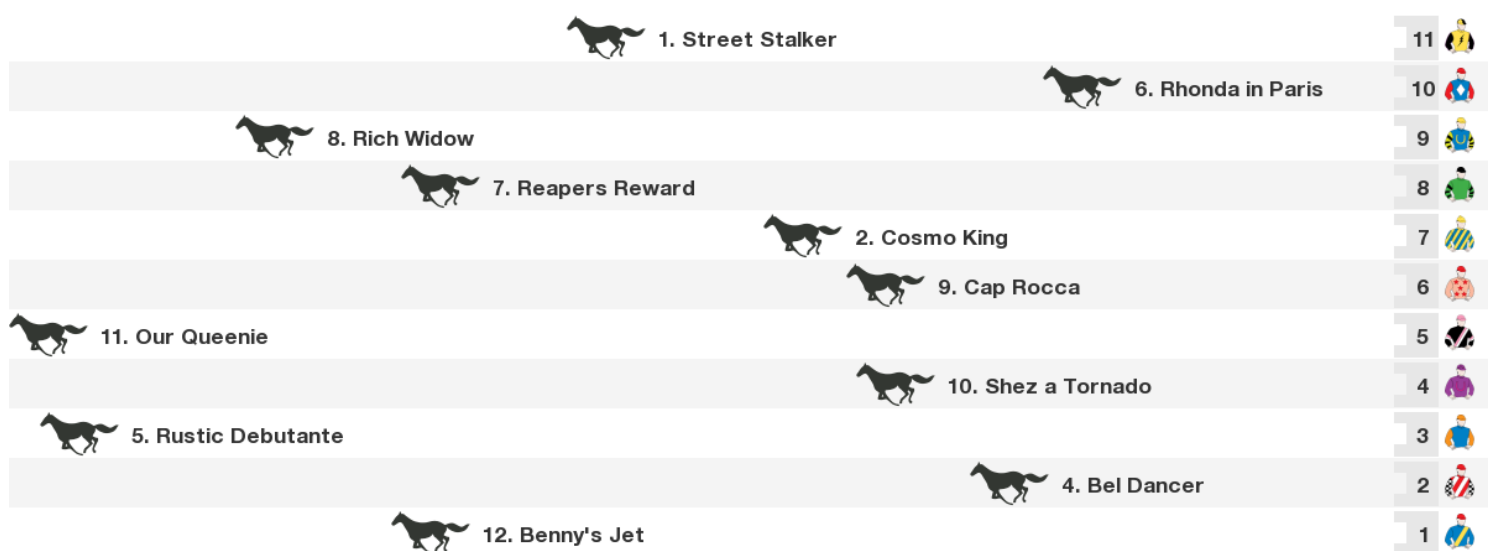 1. Street Stalker 11
6. Rhonda in Paris 10
8. Rich Widow 9
7. Reapers Reward 8
2. Cosmo King 7
9. Cap Rocca 6
11. Our Queenie 5
10. Shez a Tornado 4
5. Rustic Debutante 3
4. Bel Dancer 2
12. Benny's Jet 1